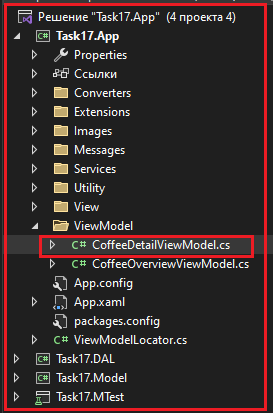 Решение "Task17.App" (4 проекта 4)
Task17.App
Properties
Ссылки
Converters
Extensions
Images
Messages
Services
Utility
View
ViewModel
CoffeeDetailViewModel.cs
CoffeeOverviewViewModel.cs
App.config
App.xaml
packages.config
ViewModelLocator.cs
Task17.DAL
Task17.Model
Task17.MTest